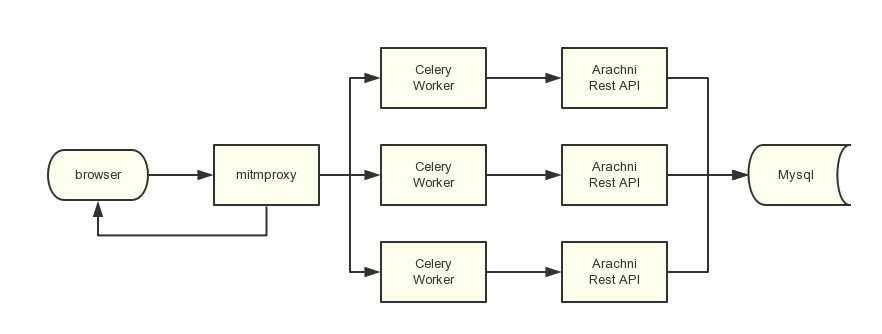 Celery
Worker
Arachni
Rest API
browser
mitmproxy
Celery
Worker
Arachni
Rest API
Mysql
Celery
Worker
Arachni
Rest API